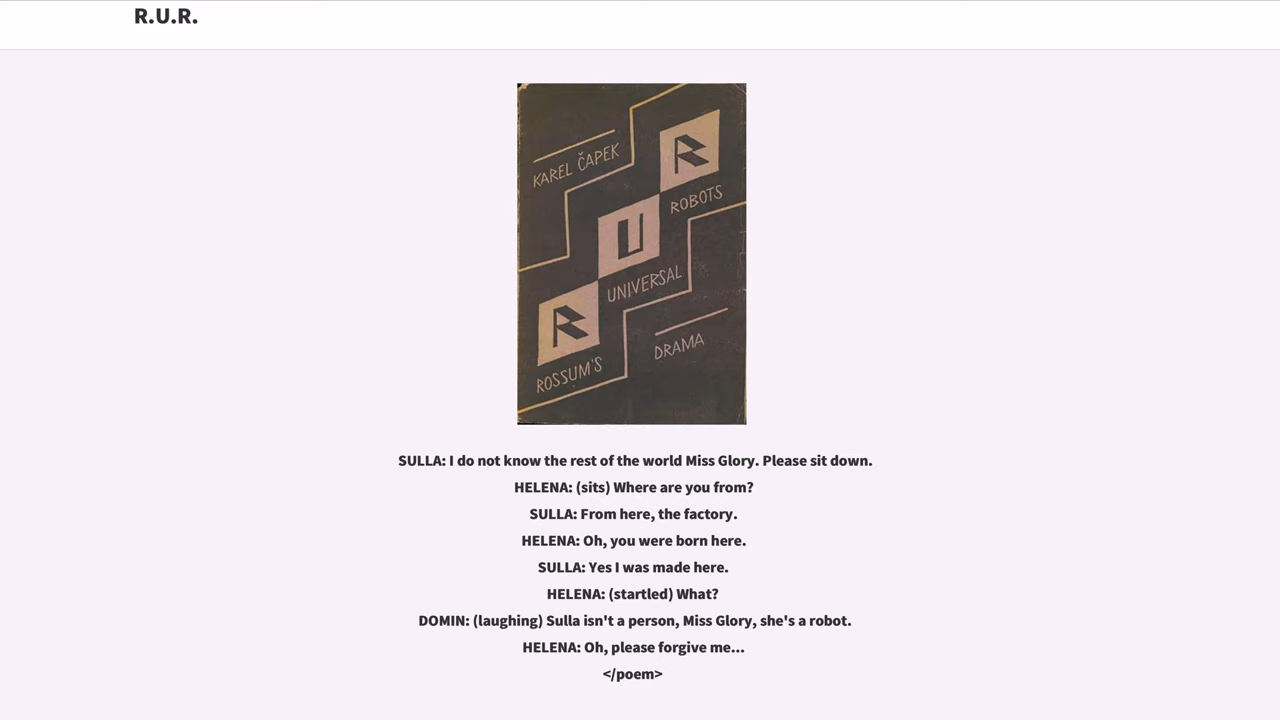 R.U.R.
KAREL ČAPEK
R
ROBOTS
U
UNIVERSAL
R
ROSSUM'S
DRAMA
SULLA: I do not know the rest of the world Miss Glory. Please sit down.
HELENA: (sits) Where are you from?
SULLA: From here, the factory.
HELENA: Oh, you were born here.
SULLA: Yes I was made here.
HELENA: (startled) What?
DOMIN: (laughing) Sulla isn't a person, Miss Glory, she's a robot.
HELENA: Oh, please forgive me...
</poem>